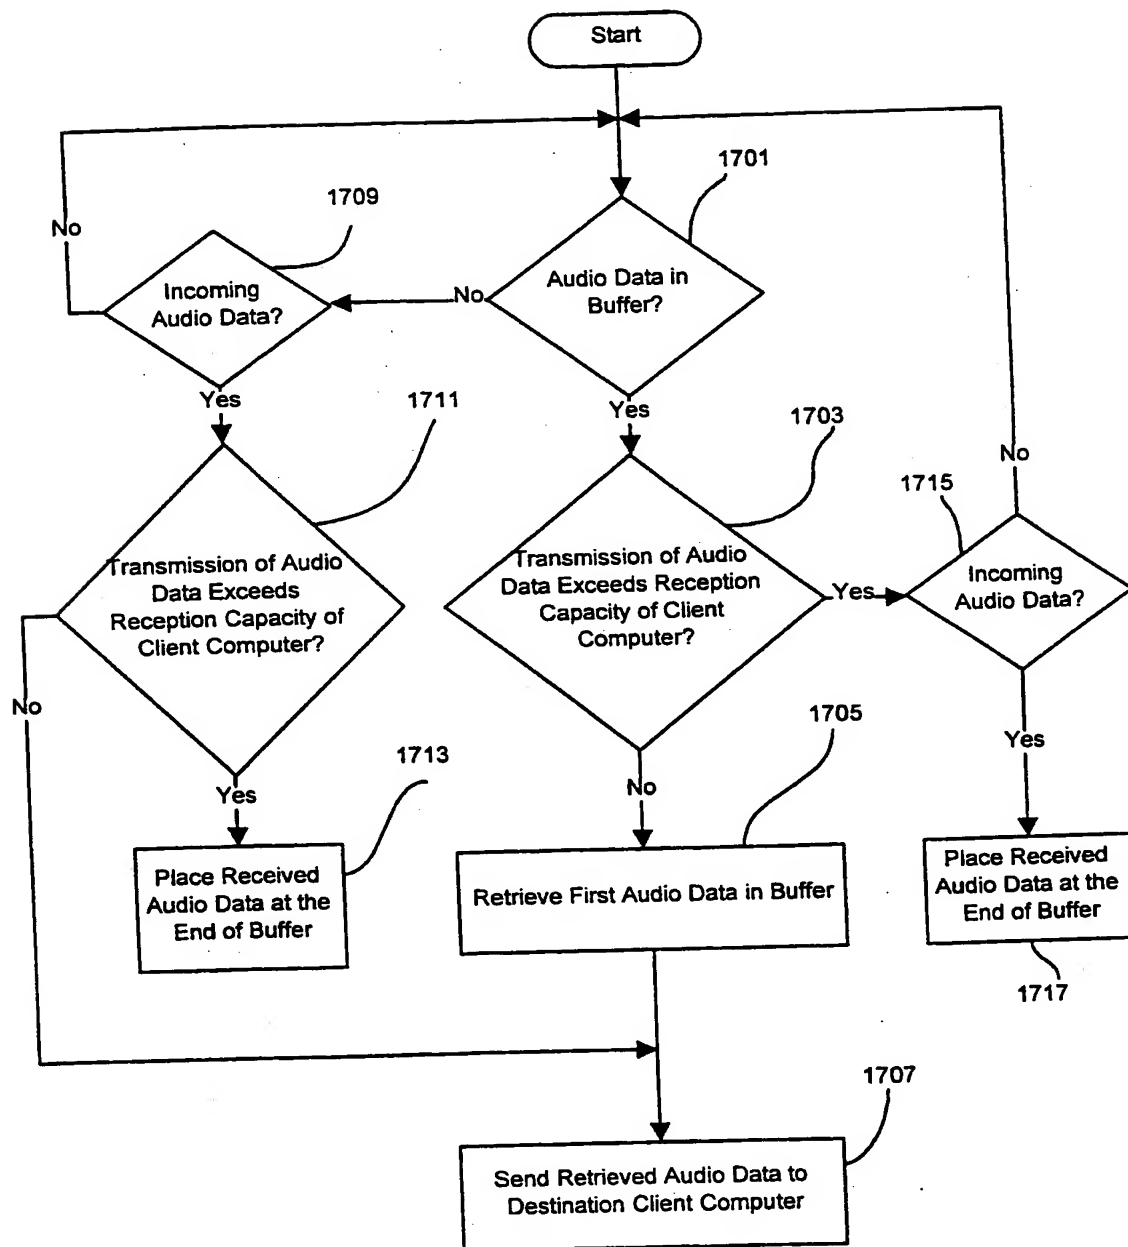 Start
1701
1709
No
Incoming
Audio Data?
No
Audio Data in
Buffer?
Yes
1711
Yes
1703
No
1715
Transmission of Audio
Data Exceeds
Reception Capacity of
Client Computer?
Transmission of Audio
Data Exceeds Reception
Capacity of Client
Computer?
Yes
Incoming
Audio Data?
No
1705
Yes
1713
Yes
No
Place Received
Audio Data at the
End of Buffer
Retrieve First Audio Data in Buffer
Place Received
Audio Data at the
End of Buffer
1717
1707
Send Retrieved Audio Data to
Destination Client Computer